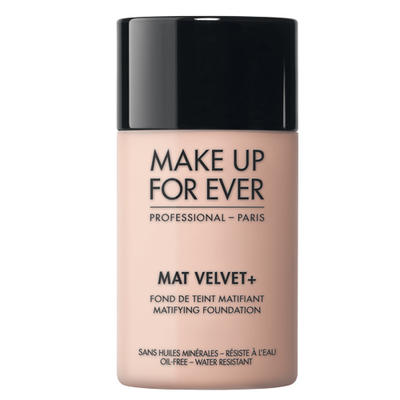 MAKE UP
FOR EVER
PROFESSIONAL – PARIS
MAT VELVET+
FOND DE TEINT MATIFIANT
MATIFYING FOUNDATION
SANS HUILES MINÉRALES – RÉSISTE À L'EAU
OIL-FREE – WATER RESISTANT